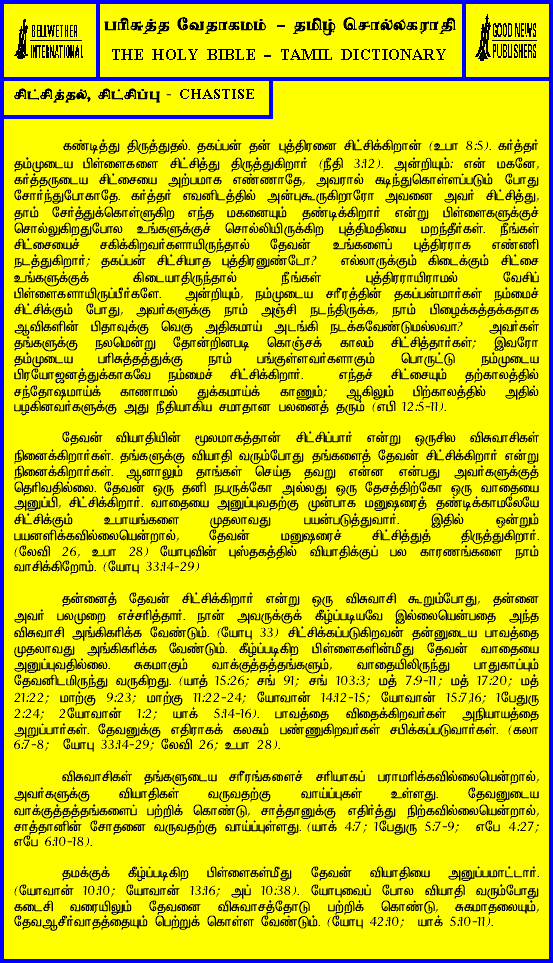 BELLWETHER
INTERNATIONAL
பரிசுத்த வேதாகமம் – தமிழ் சொல்லகராதி
THE HOLY BIBLE – TAMIL DICTIONARY
GOOD NEWS
PUBLISHERS
சிட்சித்தல், சிட்சிப்பு - CHASTISE
கண்டித்து திருத்துதல். தகப்பன் தன் புத்திரனை சிட்சிக்கிறான் (உபா 8:5). கர்த்தர்
தம்முடைய பிள்ளைகளை சிட்சித்து திருத்துகிறார் (நீதி 3:12). அன்றியும்: என் மகனே,
கர்த்தருடைய சிட்சையை அற்பமாக எண்ணாதே, அவரால் கடிந்துகொள்ளப்படும் போது
சோர்ந்துபோகாதே. கர்த்தர் எவனிடத்தில் அன்புகூருகிறாரோ அவனை அவர் சிட்சித்து,
தாம் சேர்த்துக்கொள்ளுகிற எந்த மகனையும் தண்டிக்கிறார் என்று பிள்ளைகளுக்குச்
சொல்லுகிறதுபோல உங்களுக்குச் சொல்லியிருக்கிற புத்திமதியை மறந்தீர்கள். நீங்கள்
சிட்சையைச் சகிக்கிறவர்களாயிருந்தால் தேவன் உங்களைப் புத்திரராக எண்ணி
நடத்துகிறார்; தகப்பன் சிட்சியாத புத்திரனுண்டோ? எல்லாருக்கும் கிடைக்கும் சிட்சை
உங்களுக்குக் கிடையாதிருந்தால் நீங்கள் புத்திரராயிராமல் வேசிப்
பிள்ளைகளாயிருப்பீர்களே. அன்றியும், நம்முடைய சரீரத்தின் தகப்பன்மார்கள் நம்மைச்
சிட்சிக்கும் போது, அவர்களுக்கு நாம் அஞ்சி நடந்திருக்க, நாம் பிழைக்கத்தக்கதாக
ஆவிகளின் பிதாவுக்கு வெகு அதிகமாய் அடங்கி நடக்கவேண்டுமல்லவா? அவர்கள்
தங்களுக்கு நலமென்று தோன்றினபடி கொஞ்சக் காலம் சிட்சித்தார்கள்; இவரோ
தம்முடைய பரிசுத்தத்துக்கு நாம் பங்குள்ளவர்களாகும் பொருட்டு நம்முடைய
பிரயோஜனத்துக்காகவே நம்மைச் சிட்சிக்கிறார். எந்தச் சிட்சையும் தற்காலத்தில்
சந்தோஷமாய்க் காணாமல் துக்கமாய்க் காணும்; ஆகிலும் பிற்காலத்தில் அதில்
பழகினவர்களுக்கு அது நீதியாகிய சமாதான பலனைத் தரும் (எபி 12:5-11).
தேவன் வியாதியின் மூலமாகத்தான் சிட்சிப்பார் என்று ஒருசில விசுவாசிகள்
நினைக்கிறார்கள். தங்களுக்கு வியாதி வரும்போது தங்களைத் தேவன் சிட்சிக்கிறார் என்று
நினைக்கிறார்கள். ஆனாலும் தாங்கள் செய்த தவறு என்ன என்பது அவர்களுக்குத்
தெரிவதில்லை. தேவன் ஒரு தனி நபருக்கோ அல்லது ஒரு தேசத்திற்கோ ஒரு வாதையை
அனுப்பி, சிட்சிக்கிறார். வாதையை அனுப்புவதற்கு முன்பாக மனுஷரைத் தண்டிக்காமலேயே
சிட்சிக்கும் உபாயங்களை முதலாவது பயன்படுத்துவார். இதில் ஒன்றும்
பயனளிக்கவில்லையென்றால், தேவன் மனுஷரைச் சிட்சித்துத் திருத்துகிறார்.
(லேவி 26, உபா 28) யோபுவின் புஸ்தகத்தில் வியாதிக்குப் பல காரணங்களை நாம்
வாசிக்கிறோம். (யோபு 33:14-29)
தன்னைத் தேவன் சிட்சிக்கிறார் என்று ஒரு விசுவாசி கூறும்போது, தன்னை
அவர் பலமுறை எச்சரித்தார். நான் அவருக்குக் கீழ்ப்படியவே இல்லையென்பதை அந்த
விசுவாசி அங்கிகரிக்க வேண்டும். (யோபு 33) சிட்சிக்கப்படுகிறவன் தன்னுடைய பாவத்தை
முதலாவது அங்கிகரிக்க வேண்டும். கீழ்ப்படிகிற பிள்ளைகளின்மீது தேவன் வாதையை
அனுப்புவதில்லை. சுகமாகும் வாக்குத்தத்தங்களும், வாதையிலிருந்து பாதுகாப்பும்
தேவனிடமிருந்து வருகிறது. (யாத் 15:26; சங் 91; சங் 103:3; மத் 7:9-11; மத் 17:20; மத்
21:22; மாற்கு 9:23; மாற்கு 11:22-24; யோவான் 14:12-15; யோவான் 15:7,16; 1பேதுரு
2:24; 2யோவான் 1:2; யாக் 5:14-16). பாவத்தை விதைக்கிறவர்கள் அநியாயத்தை
அறுப்பார்கள். தேவனுக்கு எதிராகக் கலகம் பண்ணுகிறவர்கள் சபிக்கப்படுவார்கள். (கலா
6:7-8; யோபு 33:14-29; லேவி 26; உபா 28).
விசுவாசிகள் தங்களுடைய சரீரங்களைச் சரியாகப் பராமரிக்கவில்லையென்றால்,
அவர்களுக்கு வியாதிகள் வருவதற்கு வாய்ப்புகள் உள்ளது. தேவனுடைய
வாக்குத்தத்தங்களைப் பற்றிக் கொண்டு, சாத்தானுக்கு எதிர்த்து நிற்கவில்லையென்றால்,
சாத்தானின் சோதனை வருவதற்கு வாய்ப்புள்ளது. (யாக் 4:7; 1பேதுரு 5:7-9; எபே 4:27;
எபே 6:10-18).
தமக்குக் கீழ்ப்படிகிற பிள்ளைகள்மீது தேவன் வியாதியை அனுப்பமாட்டார்.
(யோவான் 10:10; யோவான் 13:16; அப் 10:38). யோபுவைப் போல வியாதி வரும்போது
கடைசி வரையிலும் தேவனை விசுவாசத்தோடு பற்றிக் கொண்டு, சுகமாதலையும்,
தேவஆசீர்வாதத்தையும் பெற்றுக் கொள்ள வேண்டும். (யோபு 42:10; யாக் 5:10-11).